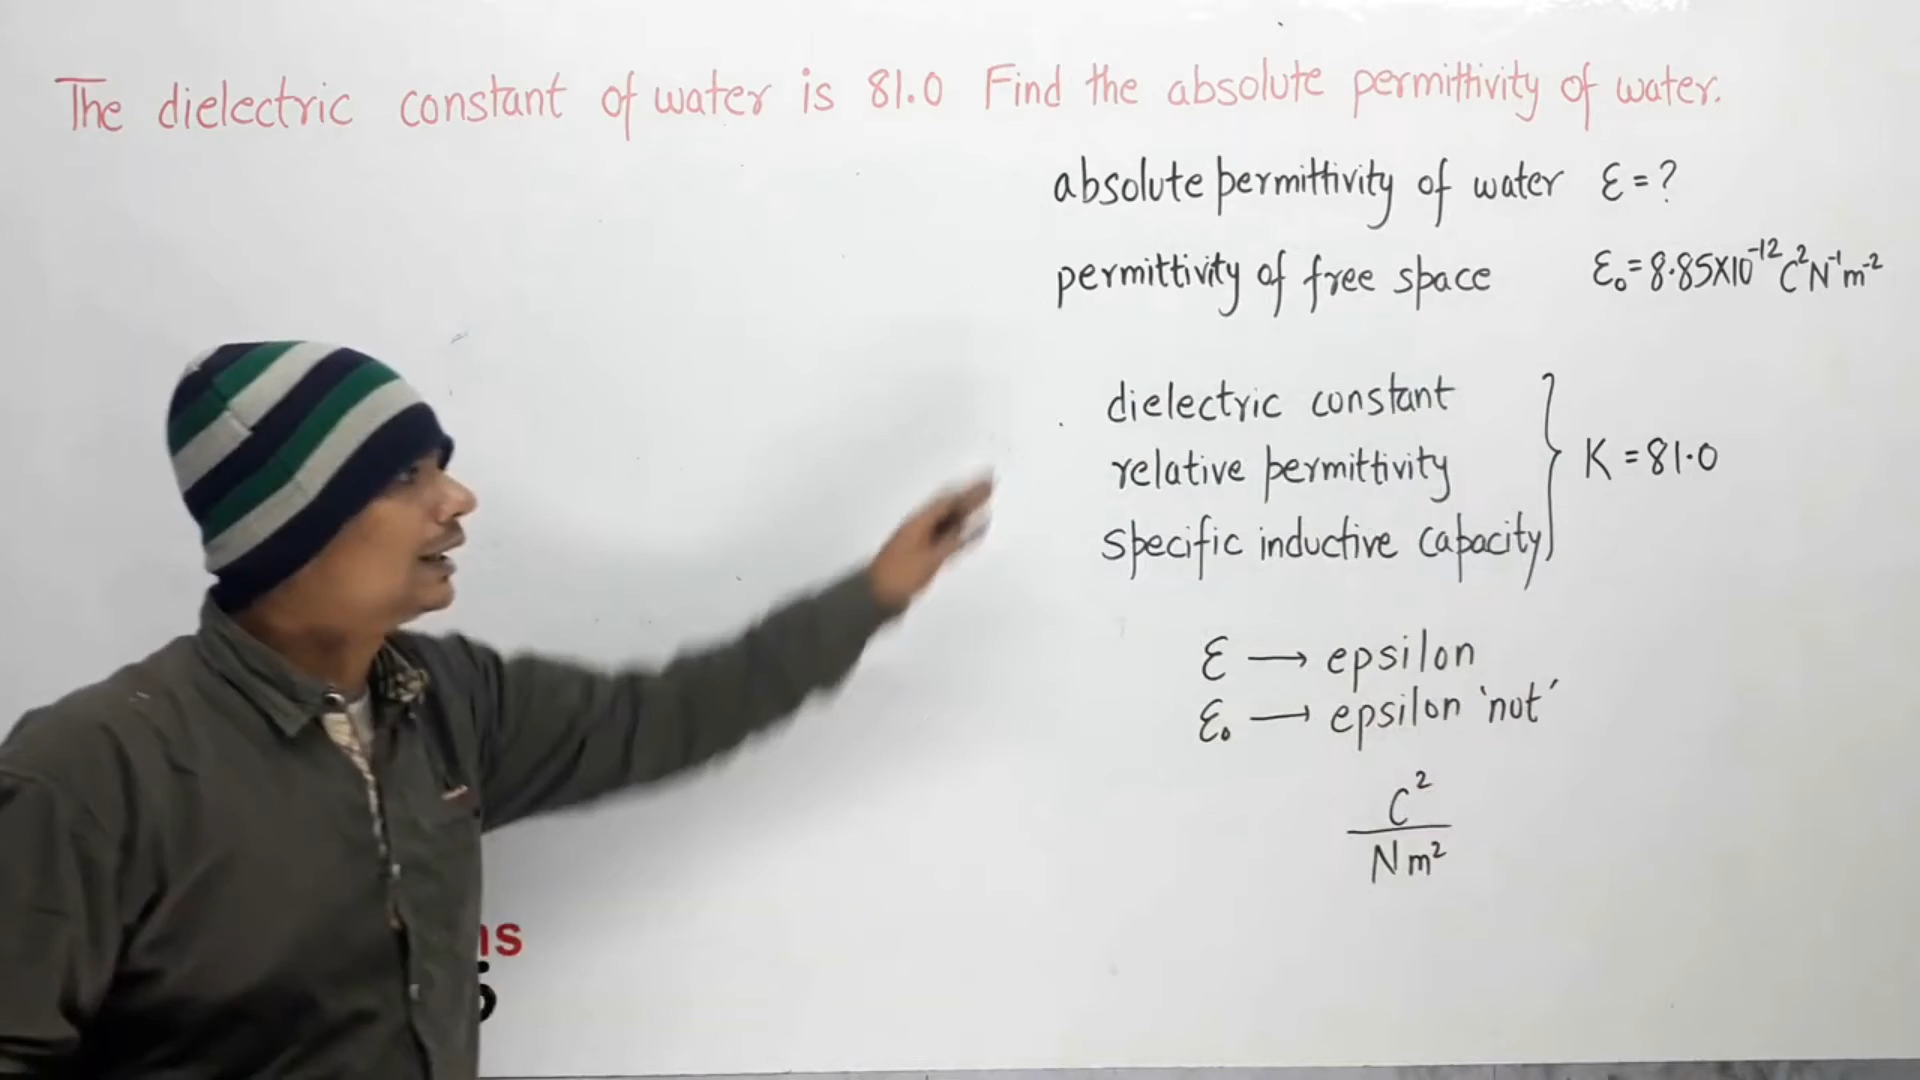 The dielectric constant of water is 81.0 Find the absolute permittivity of water.
absolute permittivity of water ε = ?
permittivity of free space ε₀ = 8.85X10⁻¹²C²N⁻¹m⁻²
dielectric constant
relative permittivity
K = 81.0
specific inductive capacity
ε → epsilon
ε₀ → epsilon 'not'
C²
Nm²